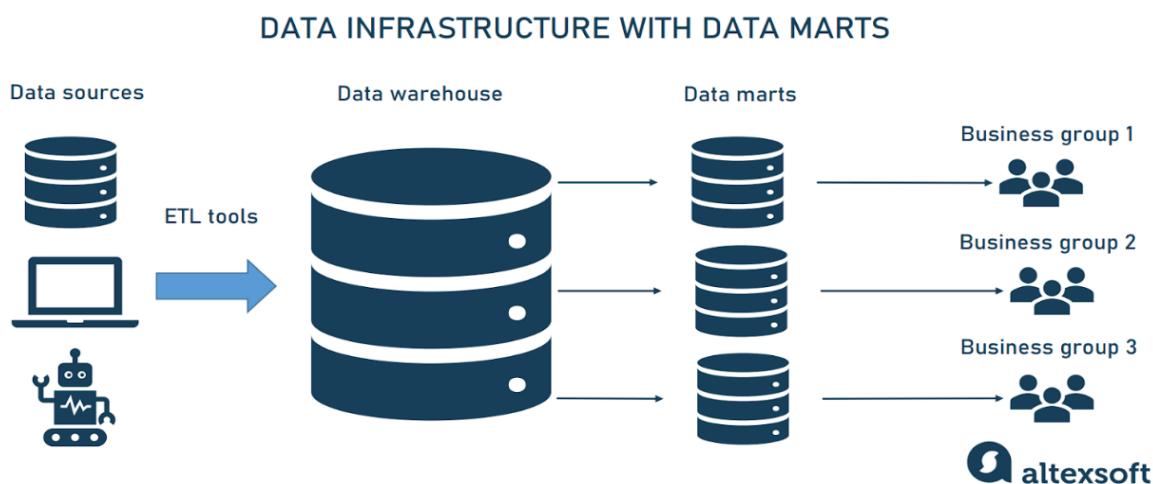 DATA INFRASTRUCTURE WITH DATA MARTS
Data sources
Data warehouse
Data marts
Business group 1
ETL tools
Business group 2
Business group 3
altexsoft